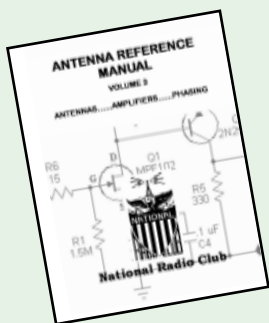 ANTENNA REFERENCE
MANUAL
VOLUME 3
ANTENNAS.....AMPLIFIERS.....PHASING
R6
15
D
G
Q1
MPF102
R5
330
R1
1.5M
NATIONAL
.1 uF
C4
National Radio Club